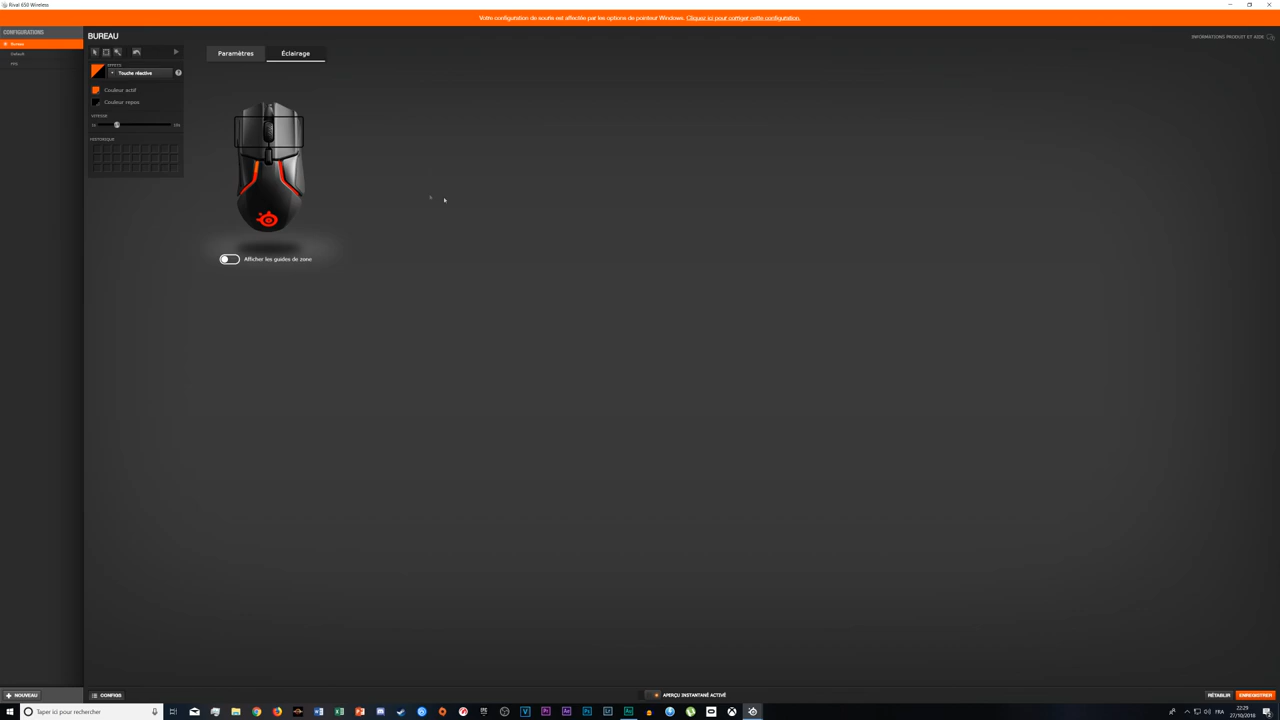 Rival 650 Wireless
Votre configuration de souris est affectée par les options de pointeur Windows. Cliquez ici pour corriger cette configuration.
CONFIGURATIONS
BUREAU
INFORMATIONS PRODUIT ET AIDE
Bureau
Default
Paramètres
Éclairage
EFFETS
Touche réactive
Couleur actif
Couleur repos
VITESSE
HISTORIQUE
Afficher les guides de zone
NOUVEAU
CONFIGS
APERÇU INSTANTANÉ ACTIVÉ
RÉTABLIR
ENREGISTRER
Taper ici pour rechercher
FRA
22:29
27/10/2018